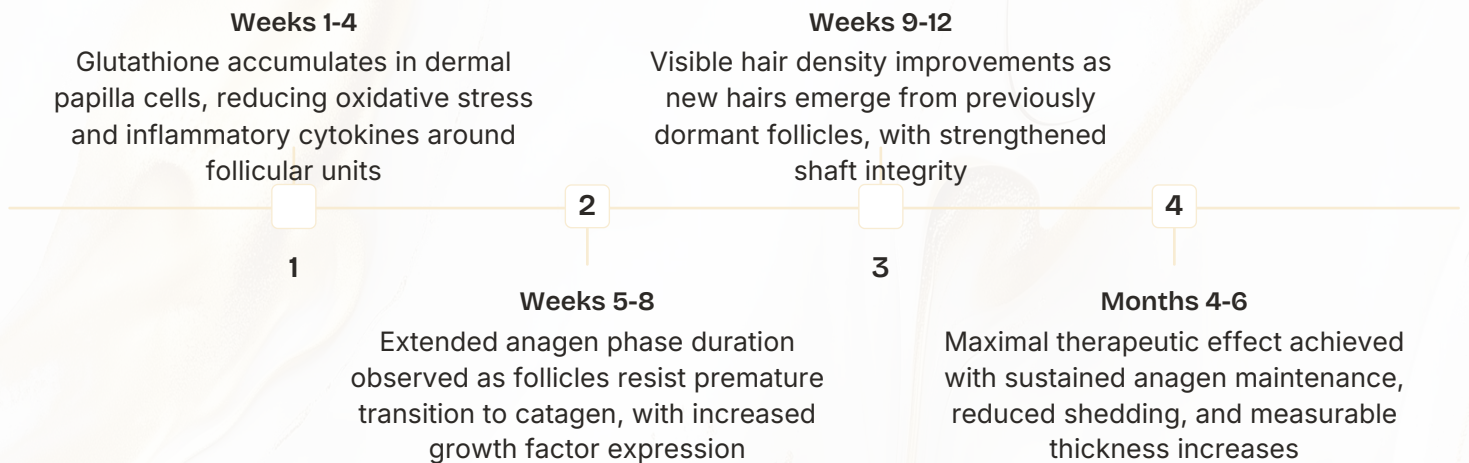 Weeks 1-4
Glutathione accumulates in dermal
papilla cells, reducing oxidative stress
and inflammatory cytokines around
follicular units
1
2
Weeks 5-8
Extended anagen phase duration
observed as follicles resist premature
transition to catagen, with increased
growth factor expression
Weeks 9-12
Visible hair density improvements as
new hairs emerge from previously
dormant follicles, with strengthened
shaft integrity
3
4
Months 4-6
Maximal therapeutic effect achieved
with sustained anagen maintenance,
reduced shedding, and measurable
thickness increases